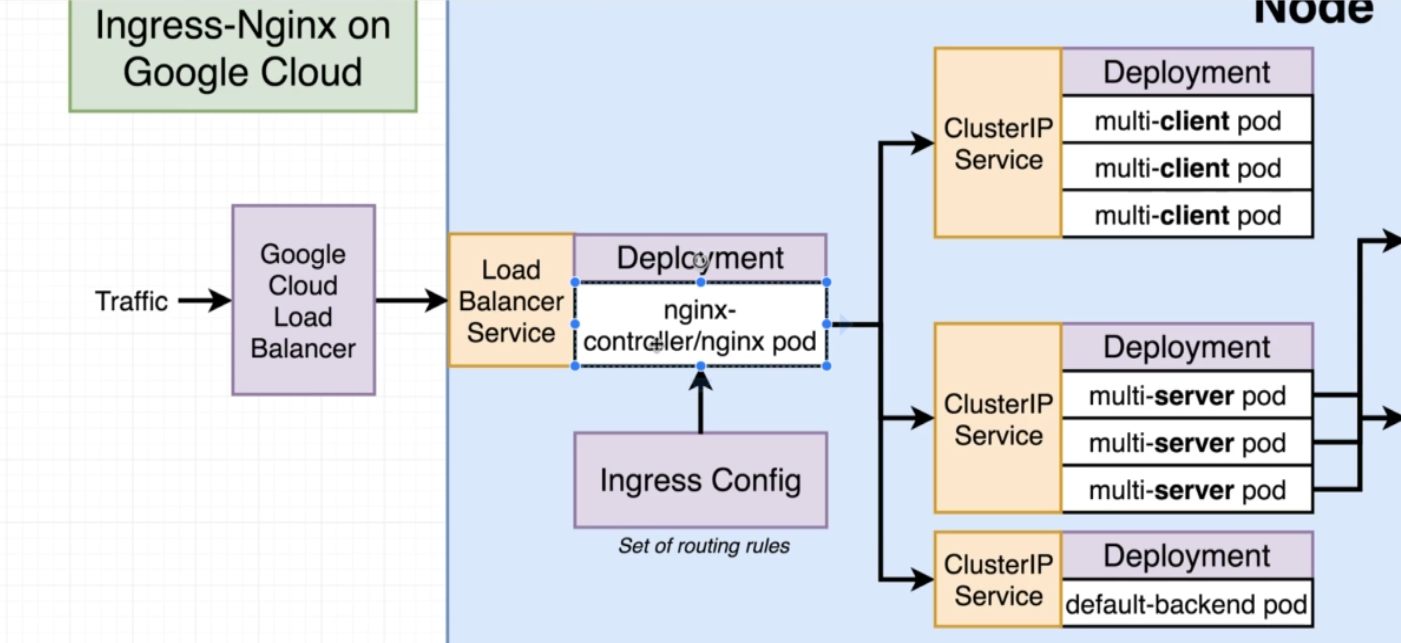 Ingress-Nginx on
Google Cloud
Node
Traffic
Google
Cloud
Load
Balancer
Load
Balancer
Service
Deployment
nginx-
controller/nginx pod
Ingress Config
Set of routing rules
ClusterIP
Service
Deployment
multi-client pod
multi-client pod
multi-client pod
ClusterIP
Service
Deployment
multi-server pod
multi-server pod
multi-server pod
ClusterIP
Service
Deployment
default-backend pod